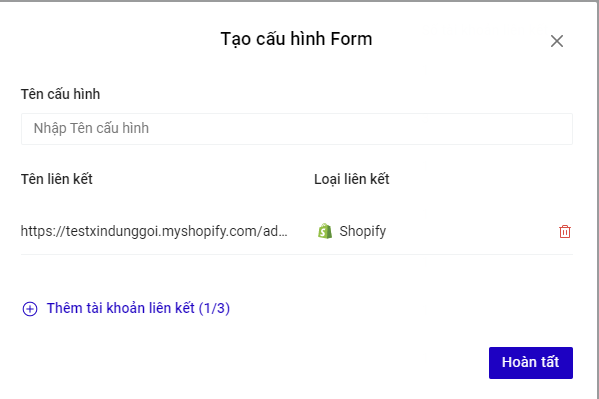 Tạo cấu hình Form
Tên cấu hình
Nhập Tên cấu hình
Tên liên kết Loại liên kết
https://testxindunggoi.myshopify.com/ad... Shopify
Thêm tài khoản liên kết (1/3)
Hoàn tất